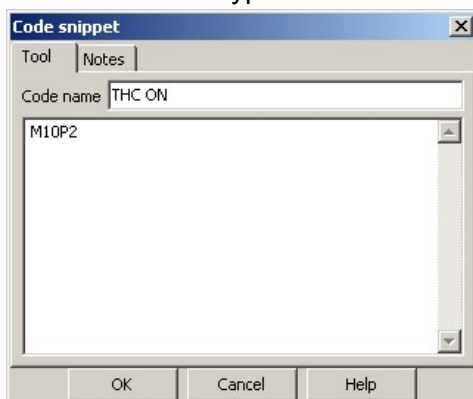 Code snippet
Tool Notes
Code name THC ON
M10P2
OK Cancel Help